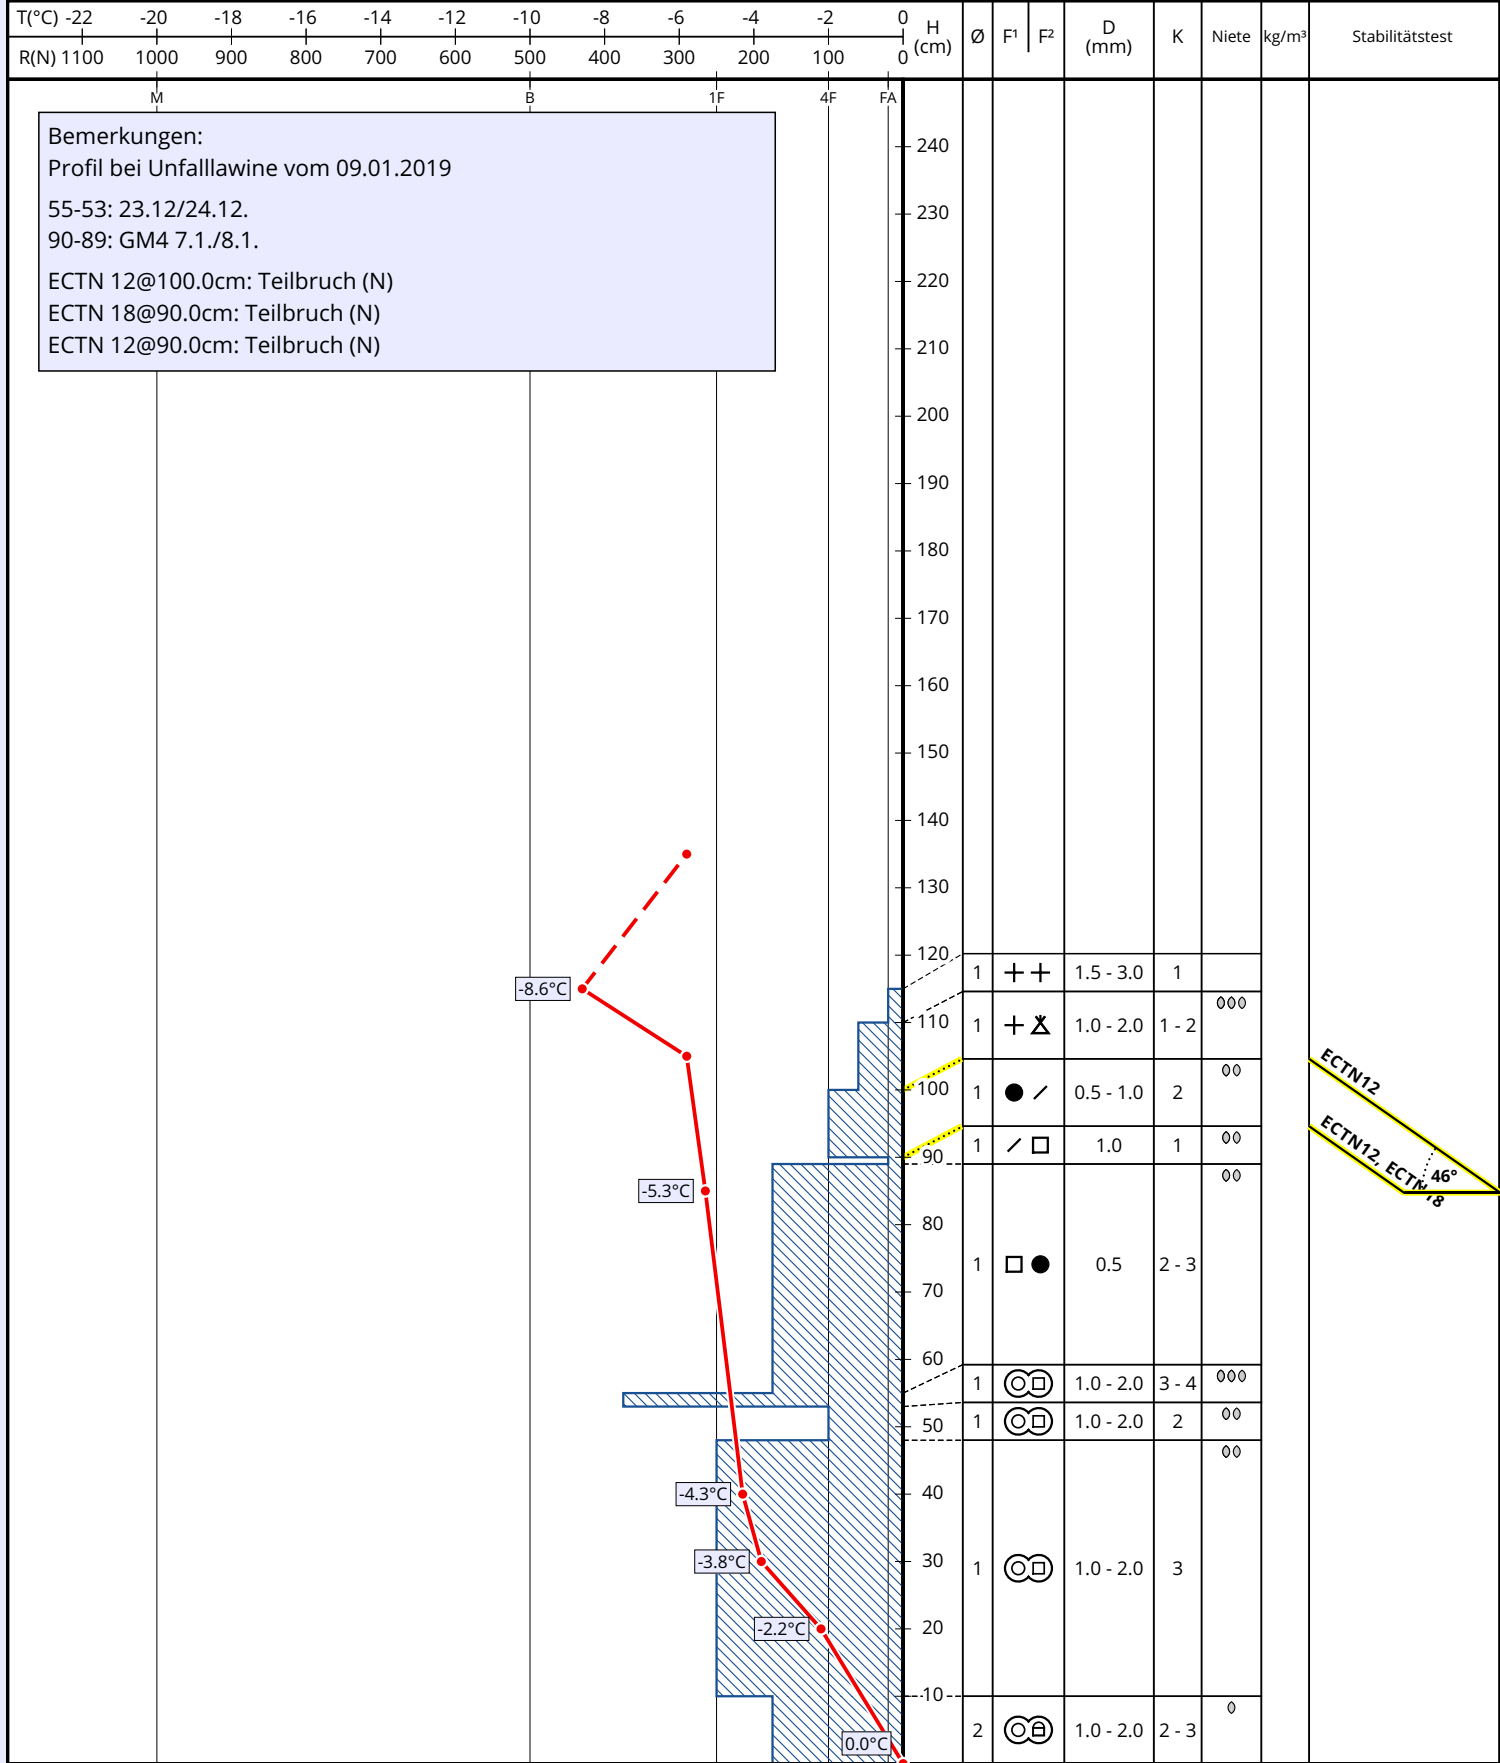 T(°C) -22 -20 -18 -16 -14 -12 -10 -8 -6 -4 -2 0
R(N) 1100 1000 900 800 700 600 500 400 300 200 100 0
H (cm) Ø F¹ F² D (mm) K Niete kg/m³ Stabilitätstest
M B 1F 4F FA
Bemerkungen:
Profil bei Unfalllawine vom 09.01.2019
55-53: 23.12/24.12.
90-89: GM4 7.1./8.1.
ECTN 12@100.0cm: Teilbruch (N)
ECTN 18@90.0cm: Teilbruch (N)
ECTN 12@90.0cm: Teilbruch (N)
240
230
220
210
200
190
180
170
160
150
140
130
120
110
100
90
80
70
60
50
40
30
20
10
-8.6°C
-5.3°C
-4.3°C
-3.8°C
-2.2°C
0.0°C
1 1.5 - 3.0 1
1 1.0 - 2.0 1 - 2
1 0.5 - 1.0 2
1 1.0 1
1 0.5 2 - 3
1 1.0 - 2.0 3 - 4
1 1.0 - 2.0 2
1 1.0 - 2.0 3
2 1.0 - 2.0 2 - 3
ECTN12
ECTN12, ECTN18
46°